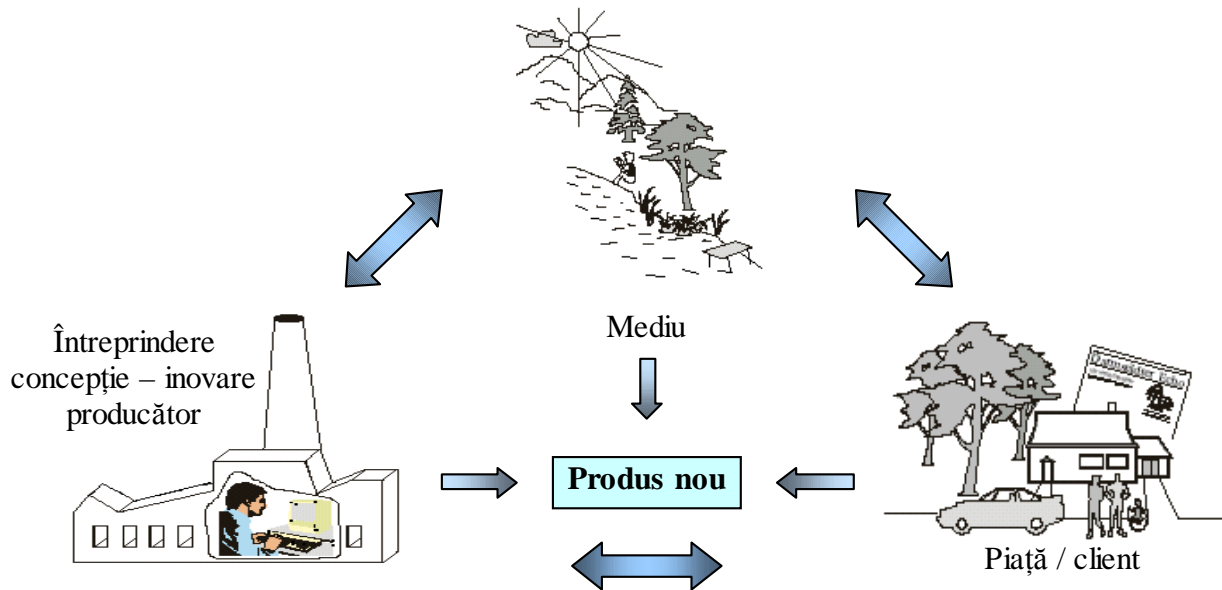 Mediu
Întreprindere
concepție – inovare
producător
Produs nou
Piață / client